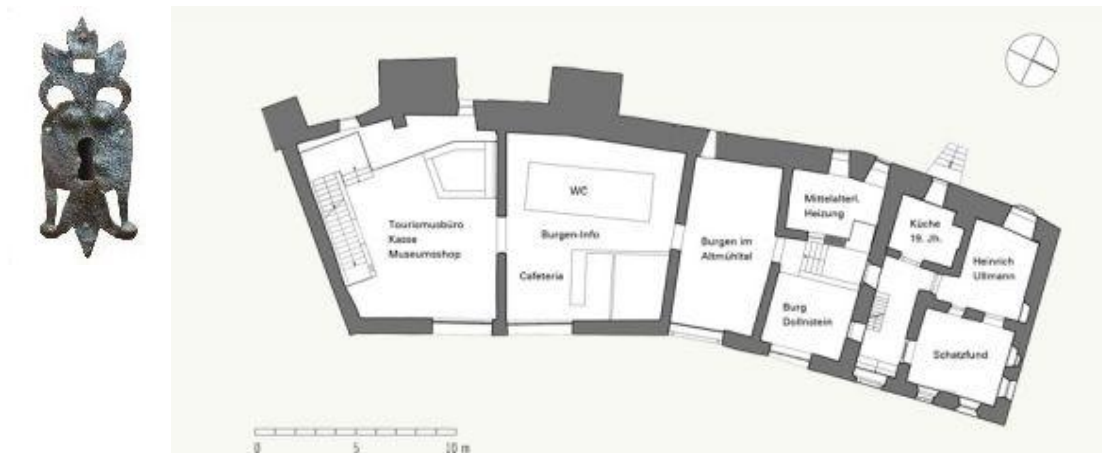 Tourismusbüro
Kasse
Museumsshop
WC
Burgen-Info
Cafeteria
Burgen im
Altmühltal
Mittelalterl.
Heizung
Burg
Dollnstein
Küche
19. Jh.
Heinrich
Ullmann
Schatzfund
0 5 10 m